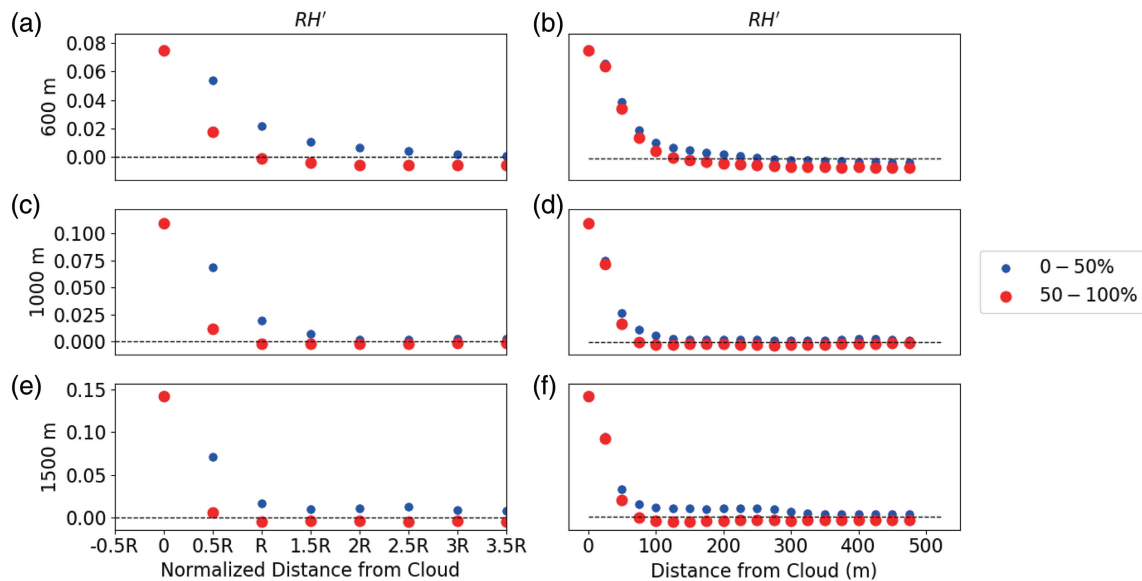 (a) RH′ (b) RH′
600 m
0.08
0.06
0.04
0.02
0.00
(c) (d)
1000 m
0.100
0.075
0.050
0.025
0.000
0 – 50%
50 – 100%
(e) (f)
1500 m
0.15
0.10
0.05
0.00
-0.5R 0 0.5R R 1.5R 2R 2.5R 3R 3.5R
Normalized Distance from Cloud
0 100 200 300 400 500
Distance from Cloud (m)